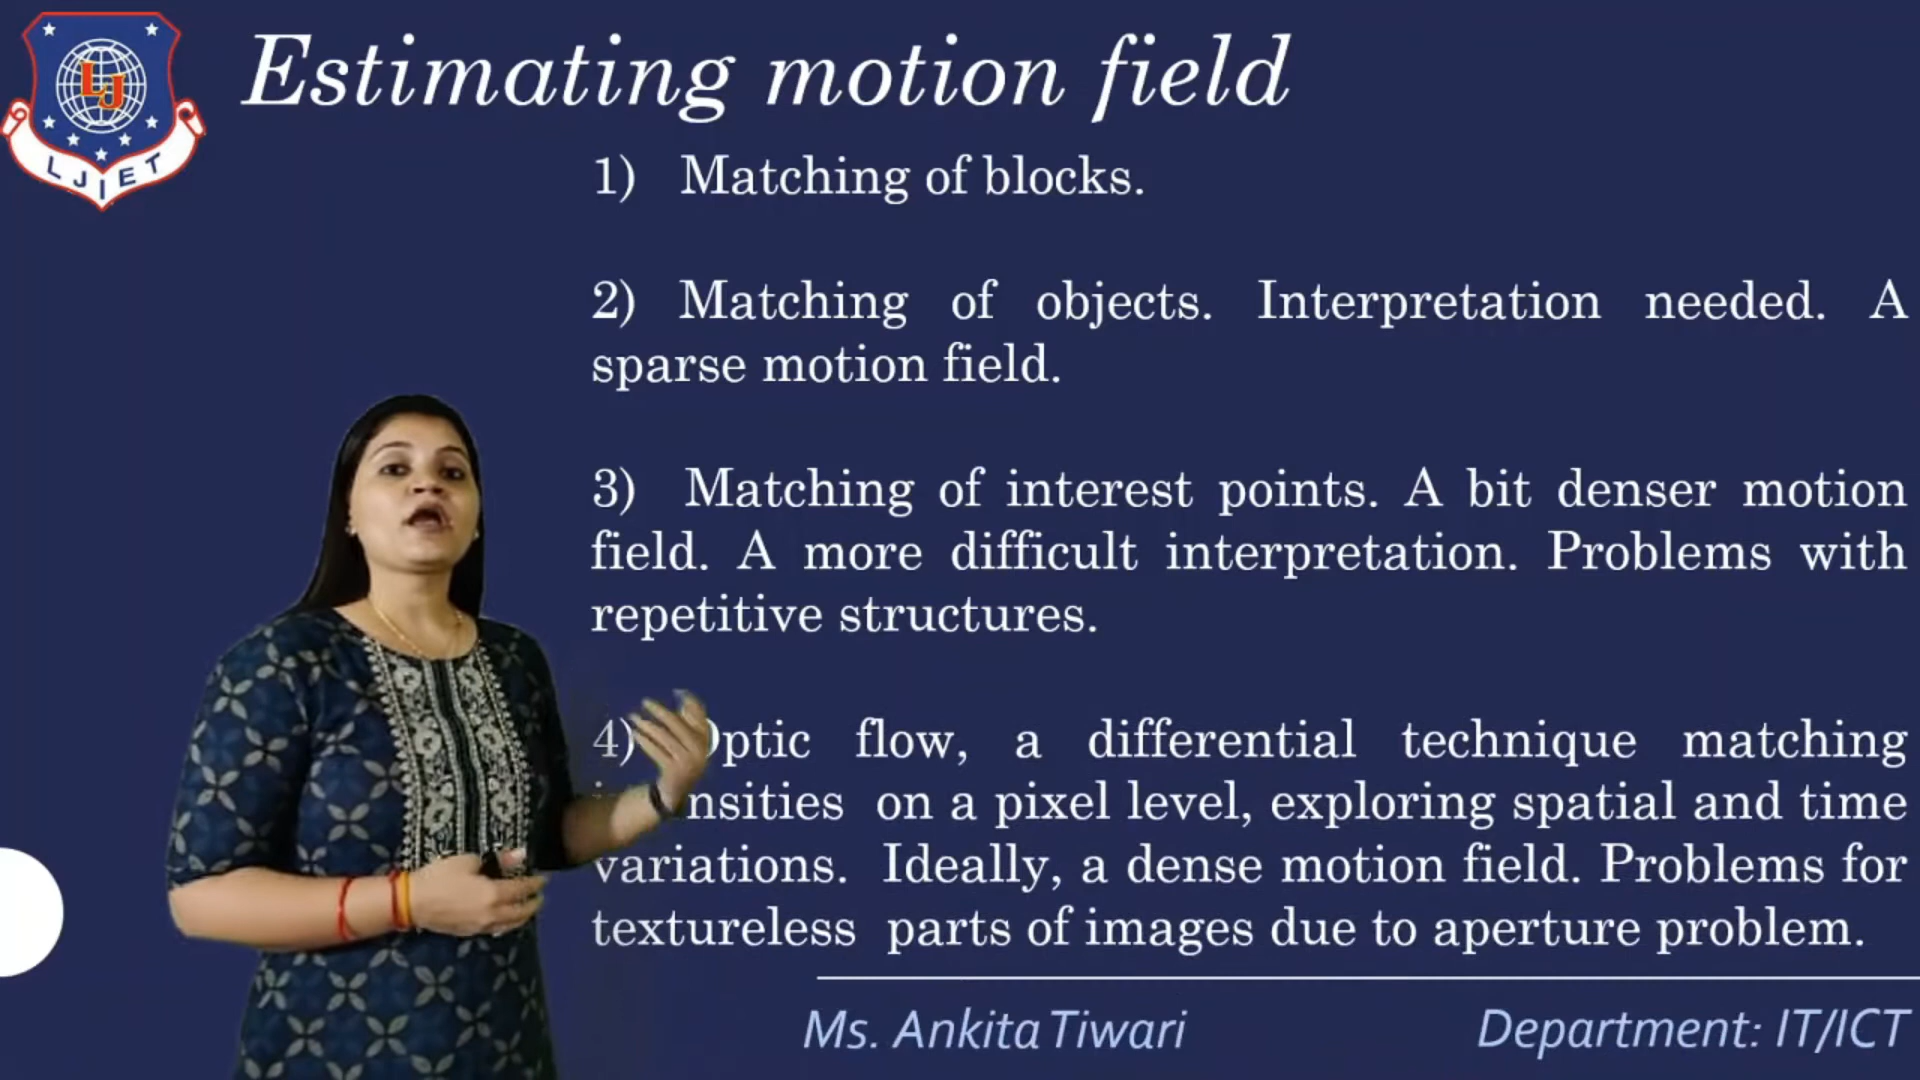 LJ
LJIET
Estimating motion field
1) Matching of blocks.
2) Matching of objects. Interpretation needed. A
sparse motion field.
3) Matching of interest points. A bit denser motion
field. A more difficult interpretation. Problems with
repetitive structures.
4) Optic flow, a differential technique matching
nsities on a pixel level, exploring spatial and time
variations. Ideally, a dense motion field. Problems for
textureless parts of images due to aperture problem.
Ms. Ankita Tiwari
Department: IT/ICT